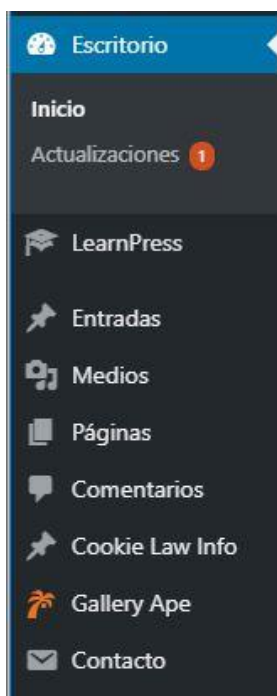 Escritorio
Inicio
Actualizaciones 1
LearnPress
Entradas
Medios
Páginas
Comentarios
Cookie Law Info
Gallery Ape
Contacto